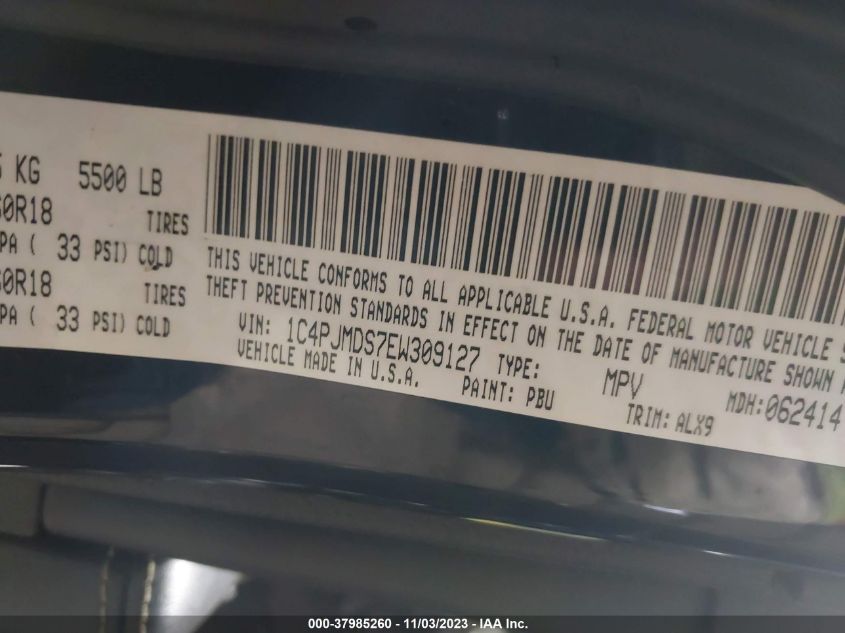 KG 5500 LB
60R18 TIRES
PA ( 33 PSI) COLD
60R18 TIRES
PA ( 33 PSI) COLD
THIS VEHICLE CONFORMS TO ALL APPLICABLE U.S.A. FEDERAL MOTOR VEHICLE S
THEFT PREVENTION STANDARDS IN EFFECT ON THE DATE OF MANUFACTURE SHOWN
VIN: 1C4PJMDS7EW309127 TYPE: MPV MDH:062414
VEHICLE MADE IN U.S.A. PAINT: PBU TRIM: ALX9
000-37985260 - 11/03/2023 - IAA Inc.